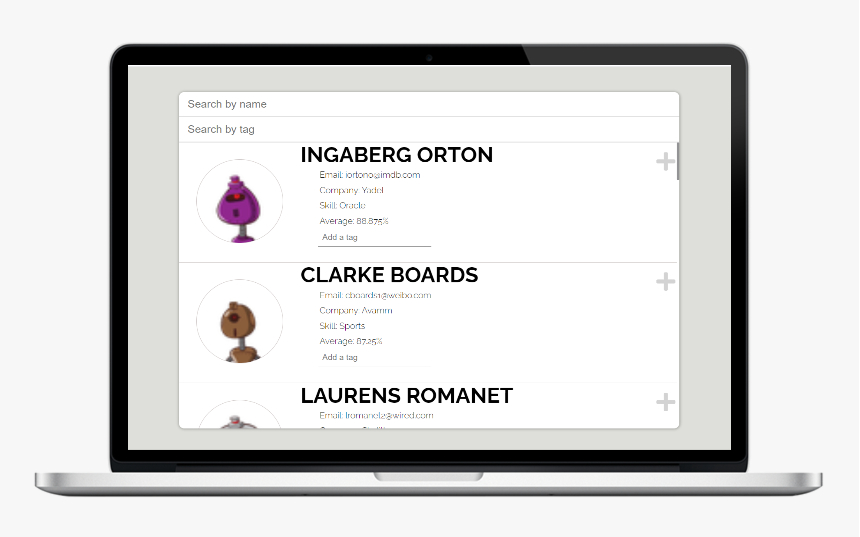 Search by name
Search by tag
INGABERG ORTON
Email: iorton0@imdb.com
Company: Yadel
Skill: Oracle
Average: 88.875%
Add a tag
CLARKE BOARDS
Email: cboards1@weibo.com
Company: Avamm
Skill: Sports
Average: 87.25%
Add a tag
LAURENS ROMANET
Email: lromanet2@wired.com